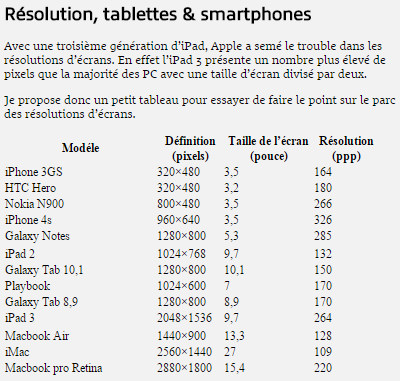 Résolution, tablettes & smartphones
Avec une troisième génération d'iPad, Apple a semé le trouble dans les
résolutions d'écrans. En effet l'iPad 3 présente un nombre plus élevé de
pixels que la majorité des PC avec une taille d'écran divisé par deux.
Je propose donc un petit tableau pour essayer de faire le point sur le parc
des résolutions d'écrans.
Modéle Définition (pixels) Taille de l'écran (pouce) Résolution (ppp)
iPhone 3GS 320×480 3,5 164
HTC Hero 320×480 3,2 180
Nokia N900 800×480 3,5 266
iPhone 4s 960×640 3,5 326
Galaxy Notes 1280×800 5,3 285
iPad 2 1024×768 9,7 132
Galaxy Tab 10,1 1280×800 10,1 150
Playbook 1024×600 7 170
Galaxy Tab 8,9 1280×800 8,9 170
iPad 3 2048×1536 9,7 264
Macbook Air 1440×900 13,3 128
iMac 2560×1440 27 109
Macbook pro Retina 2880×1800 15,4 220